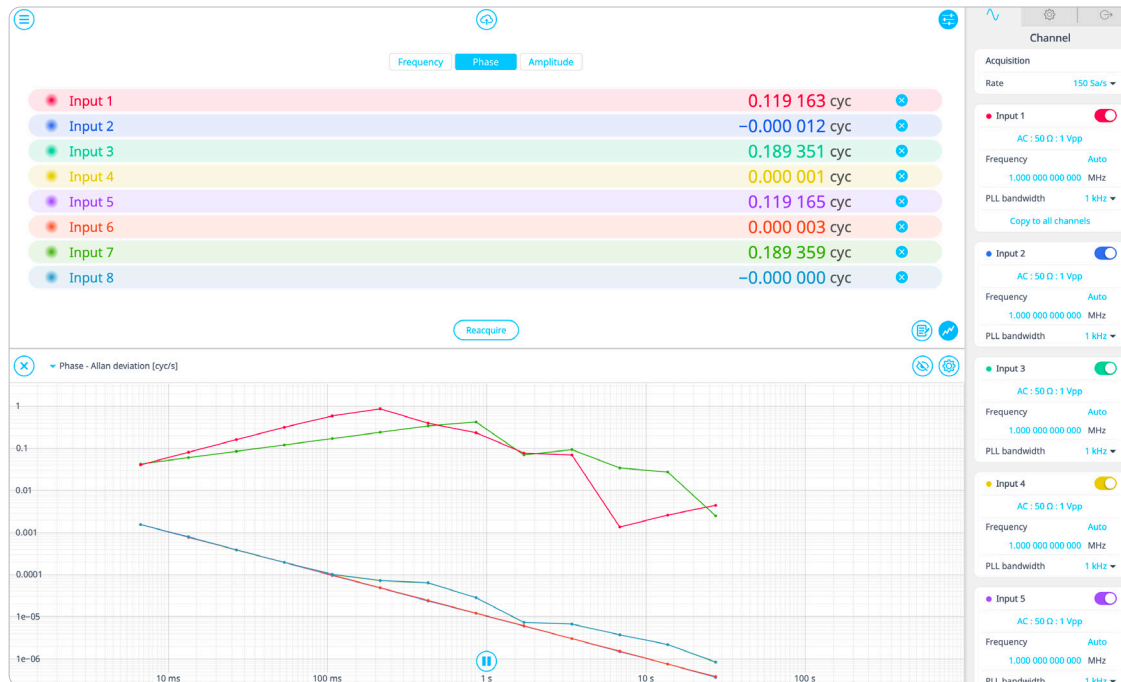 Frequency Phase Amplitude
Input 1 0.119 163 cyc
Input 2 −0.000 012 cyc
Input 3 0.189 351 cyc
Input 4 0.000 001 cyc
Input 5 0.119 165 cyc
Input 6 0.000 003 cyc
Input 7 0.189 359 cyc
Input 8 −0.000 000 cyc
Reacquire
Phase - Allan deviation [cyc/s]
1
0.1
0.01
0.001
0.0001
1e-05
1e-06
10 ms 100 ms 1 s 10 s 100 s
Channel
Acquisition
Rate 150 Sa/s
Input 1
AC : 50 Ω : 1 Vpp
Frequency Auto
1.000 000 000 000 MHz
PLL bandwidth 1 kHz
Copy to all channels
Input 2
AC : 50 Ω : 1 Vpp
Frequency Auto
1.000 000 000 000 MHz
PLL bandwidth 1 kHz
Input 3
AC : 50 Ω : 1 Vpp
Frequency Auto
1.000 000 000 000 MHz
PLL bandwidth 1 kHz
Input 4
AC : 50 Ω : 1 Vpp
Frequency Auto
1.000 000 000 000 MHz
PLL bandwidth 1 kHz
Input 5
AC : 50 Ω : 1 Vpp
Frequency Auto
1.000 000 000 000 MHz
PLL bandwidth 1 kHz